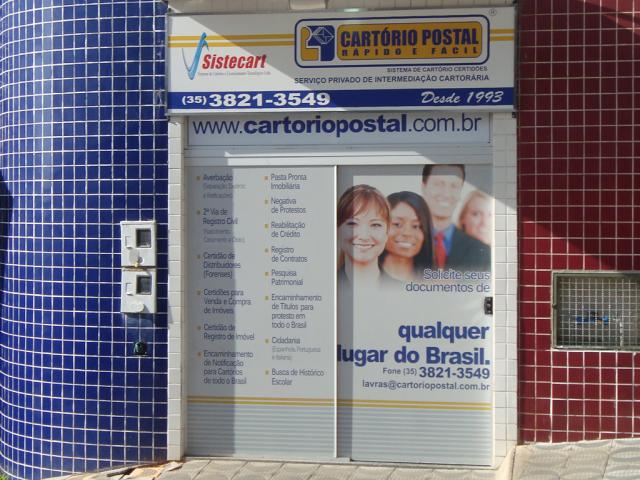 Sistecart
CARTÓRIO POSTAL
RÁPIDO E FÁCIL
SISTEMA DE CARTÓRIO CERTIDÕES
SERVIÇO PRIVADO DE INTERMEDIAÇÃO CARTORÁRIA
(35) 3821-3549 Desde 1993
www.cartoriopostal.com.br
Averbação
2ª Via de
Registro Civil
Certidão de
Distribuidores
(Forenses)
Certidões para
Venda e Compra
de Imóveis
Certidão de
Registro de Imóvel
Encaminhamento
de Notificação
para Cartórios
de todo o Brasil
Pasta Pronta
Imobiliária
Negativa
de Protestos
Reabilitação
de Crédito
Registro
de Contratos
Pesquisa
Patrimonial
Encaminhamento
de Títulos para
protesto em
todo o Brasil
Cidadania
(Espanhola, Portuguesa
e Italiana)
Busca de Histórico
Escolar
Solicite seus
documentos de
qualquer
lugar do Brasil.
Fone (35) 3821-3549
lavras@cartoriopostal.com.br